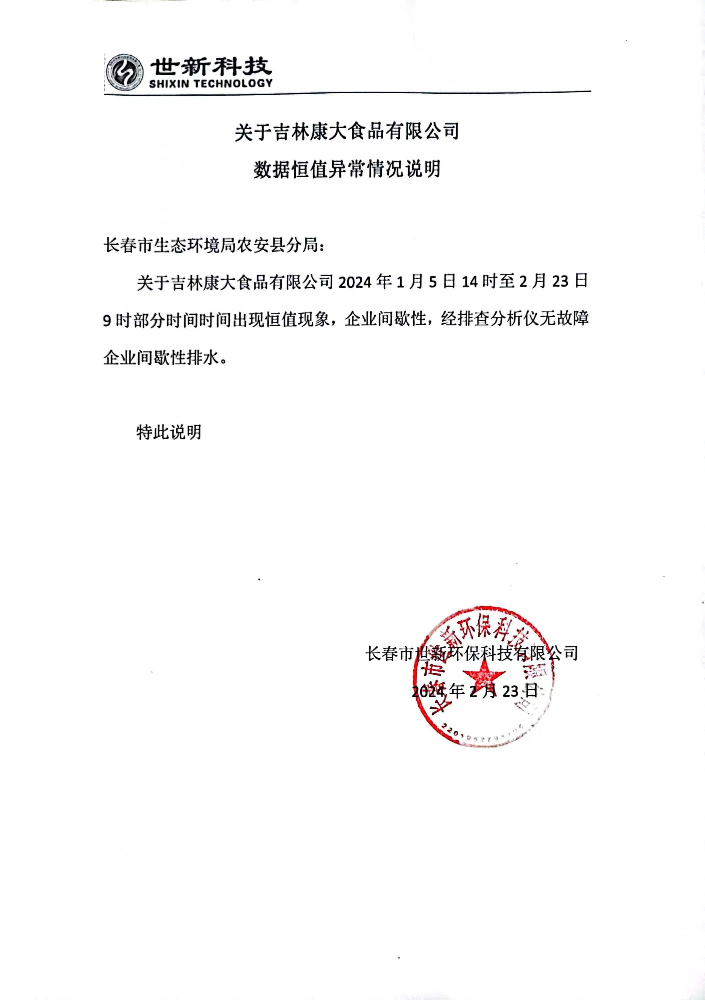 世新科技
SHIXIN TECHNOLOGY
关于吉林康大食品有限公司
数据恒值异常情况说明
长春市生态环境局农安县分局：
关于吉林康大食品有限公司 2024 年 1 月 5 日 14 时至 2 月 23 日
9 时部分时间时间出现恒值现象，企业间歇性，经排查分析仪无故障
企业间歇性排水。
特此说明
长春市世新环保科技有限公司
2024 年 2 月 23 日
长春市世新环保科技有限公司